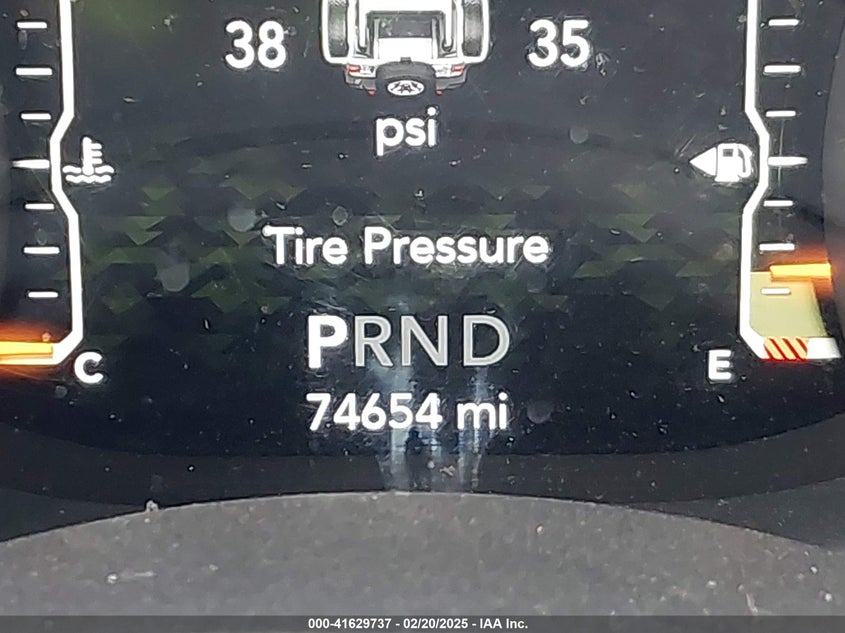 38 35
psi
Tire Pressure
PRND
C E
74654 mi
000-41629737 - 02/20/2025 - IAA Inc.